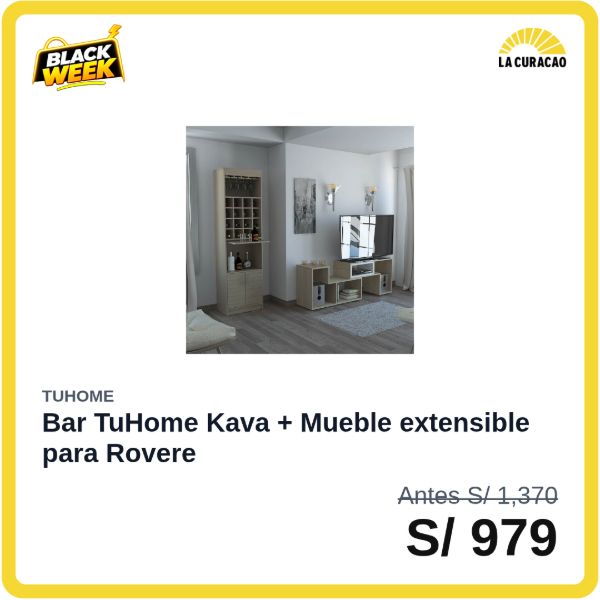 BLACK
WEEK
LA CURACAO
TUHOME
Bar TuHome Kava + Mueble extensible
para Rovere
Antes S/ 1,370
S/ 979